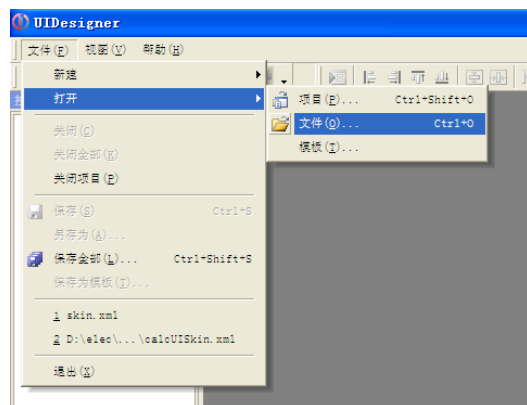 UIDesigner
文件(F) 视图(V) 帮助(H)
新建
打开
项目(P)... Ctrl+Shift+O
文件(O)... Ctrl+O
模板(T)...
关闭(C)
关闭全部(K)
关闭项目(P)
保存(S) Ctrl+S
另存为(A)...
保存全部(L)... Ctrl+Shift+S
保存为模板(T)...
1 skin.xml
2 D:\elec\...\calcUISkin.xml
退出(X)